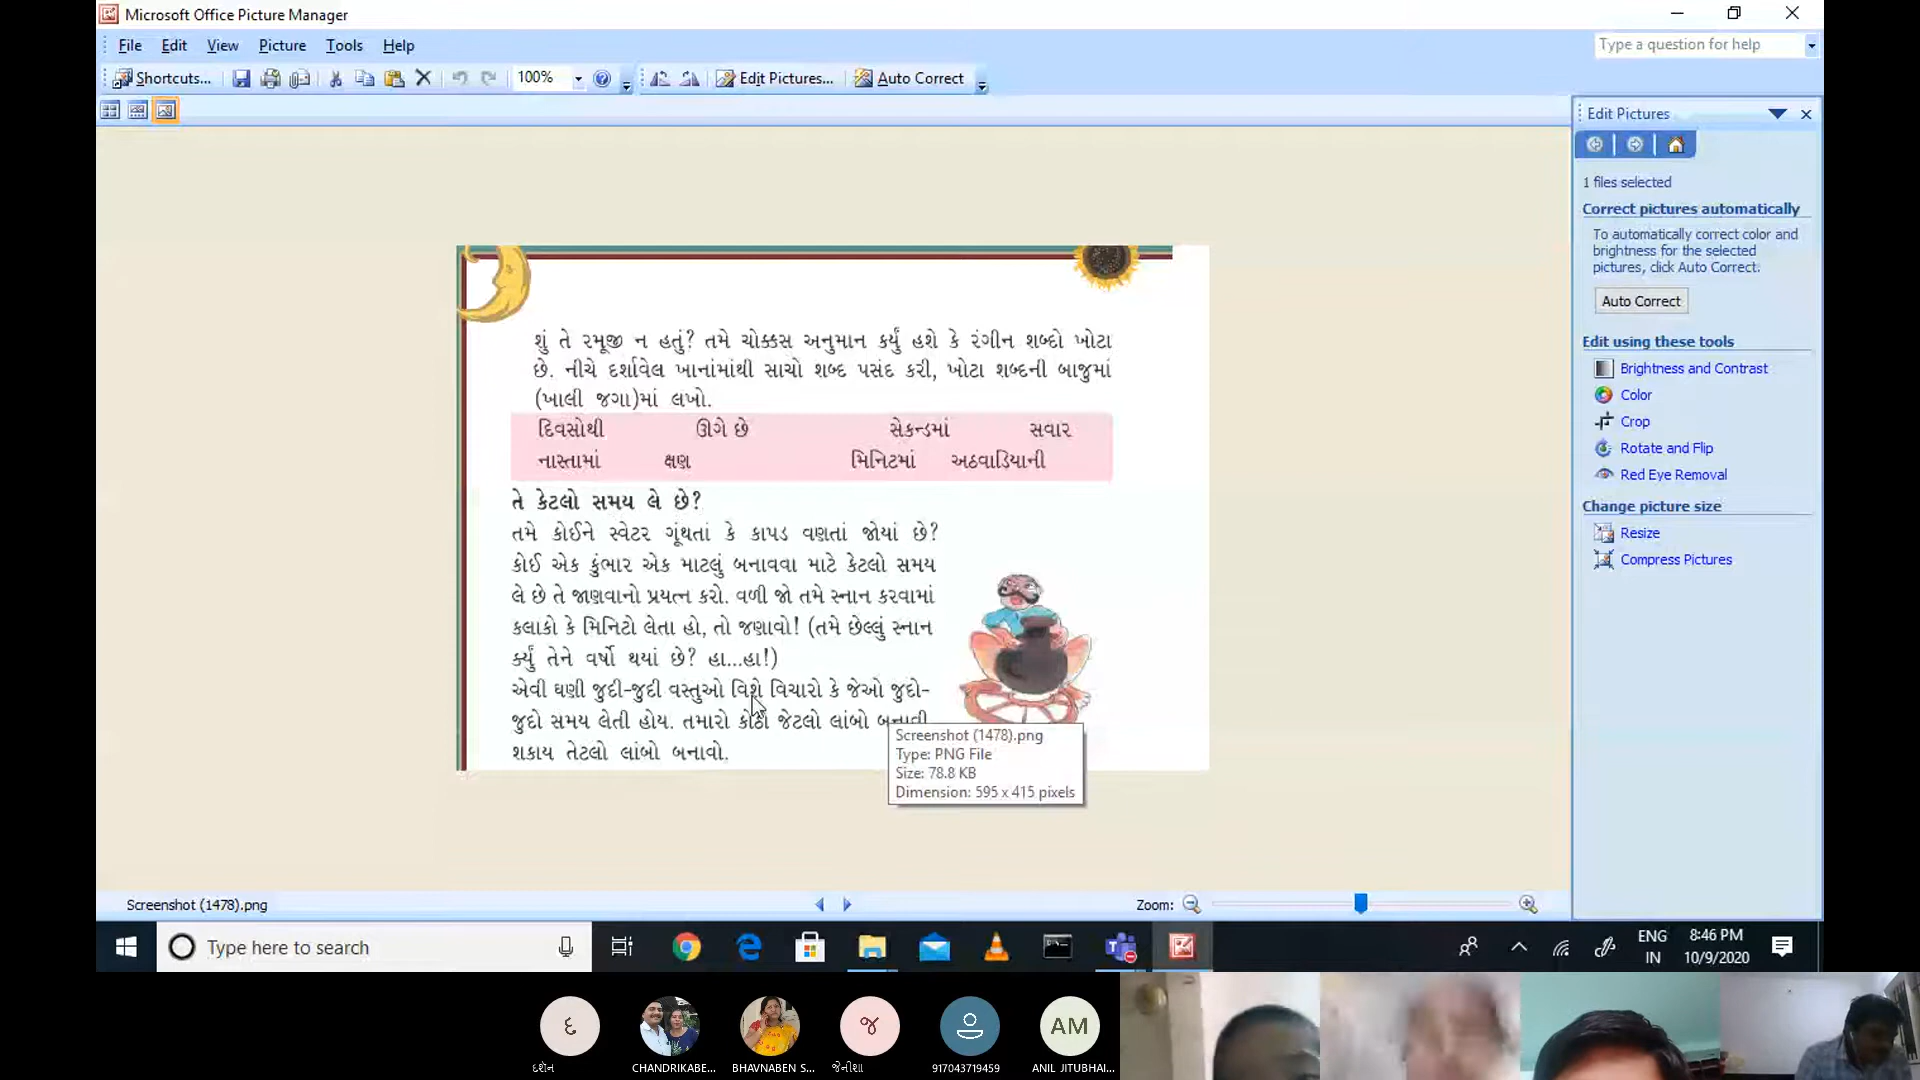 Microsoft Office Picture Manager
File Edit View Picture Tools Help
Type a question for help
Shortcuts... 100% Edit Pictures... Auto Correct
Edit Pictures
1 files selected
Correct pictures automatically
To automatically correct color and
brightness for the selected
pictures, click Auto Correct.
Auto Correct
Edit using these tools
Brightness and Contrast
Color
Crop
Rotate and Flip
Red Eye Removal
Change picture size
Resize
Compress Pictures
શું તે રમૂજી ન હતું? તમે ચોક્કસ અનુમાન કર્યું હશે કે રંગીન શબ્દો ખોટા
છે. નીચે દર્શાવેલ ખાનાંમાંથી સાચો શબ્દ પસંદ કરી, ખોટા શબ્દની બાજુમાં
(ખાલી જગા)માં લખો.
દિવસોથી ઊગે છે સેકન્ડમાં સવાર
નાસ્તામાં ક્ષણ મિનિટમાં અઠવાડિયાની
તે કેટલો સમય લે છે?
તમે કોઈને સ્વેટર ગૂંથતાં કે કાપડ વણતાં જોયાં છે?
કોઈ એક કુંભાર એક માટલું બનાવવા માટે કેટલો સમય
લે છે તે જાણવાનો પ્રયત્ન કરો. વળી જો તમે સ્નાન કરવામાં
કલાકો કે મિનિટો લેતા હો, તો જણાવો! (તમે છેલ્લું સ્નાન
ર્ક્યું તેને વર્ષો થયાં છે? હા...હા!)
એવી ઘણી જુદી-જુદી વસ્તુઓ વિશે વિચારો કે જેઓ જુદો-
જુદો સમય લેતી હોય. તમારો કોઠો જેટલો લાંબો બનાવી
શકાય તેટલો લાંબો બનાવો.
Screenshot (1478).png
Type: PNG File
Size: 78.8 KB
Dimension: 595 x 415 pixels
Screenshot (1478).png
Zoom:
Type here to search
ENG
IN
8:46 PM
10/9/2020
દ
જ
AM
દર્શન
CHANDRIKABE...
BHAVNABEN S...
જેનીશા
917043719459
ANIL JITUBHAI...